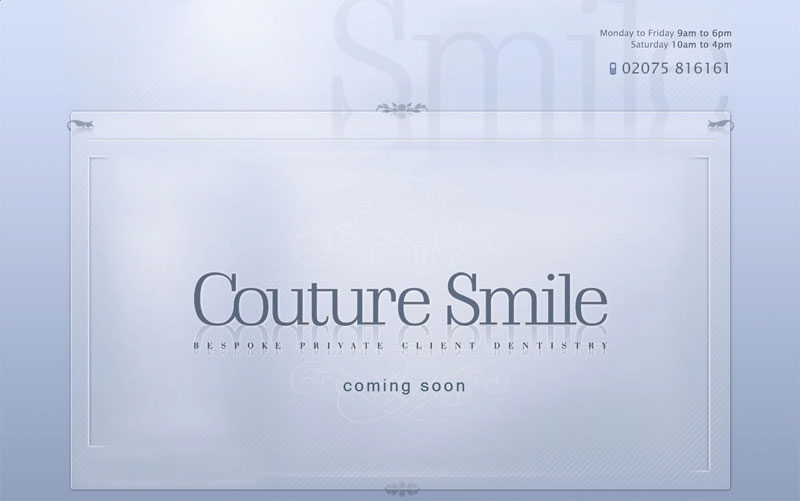 Smile
Monday to Friday 9am to 6pm
Saturday 10am to 4pm
02075 816161
Couture Smile
BESPOKE PRIVATE CLIENT DENTISTRY
coming soon